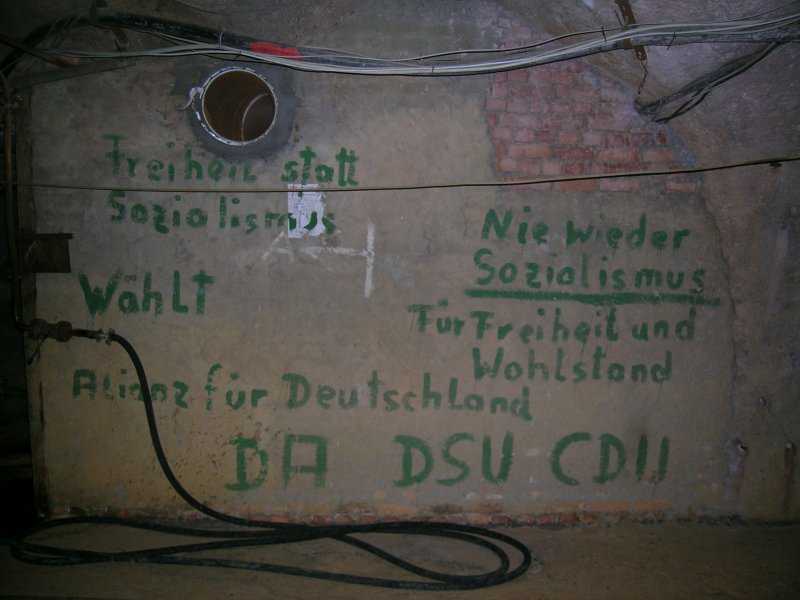 Freiheit statt
Sozialismus
Wählt
Nie wieder
Sozialismus
Für Freiheit und
Wohlstand
Alianz für Deutschland
DA DSU CDU